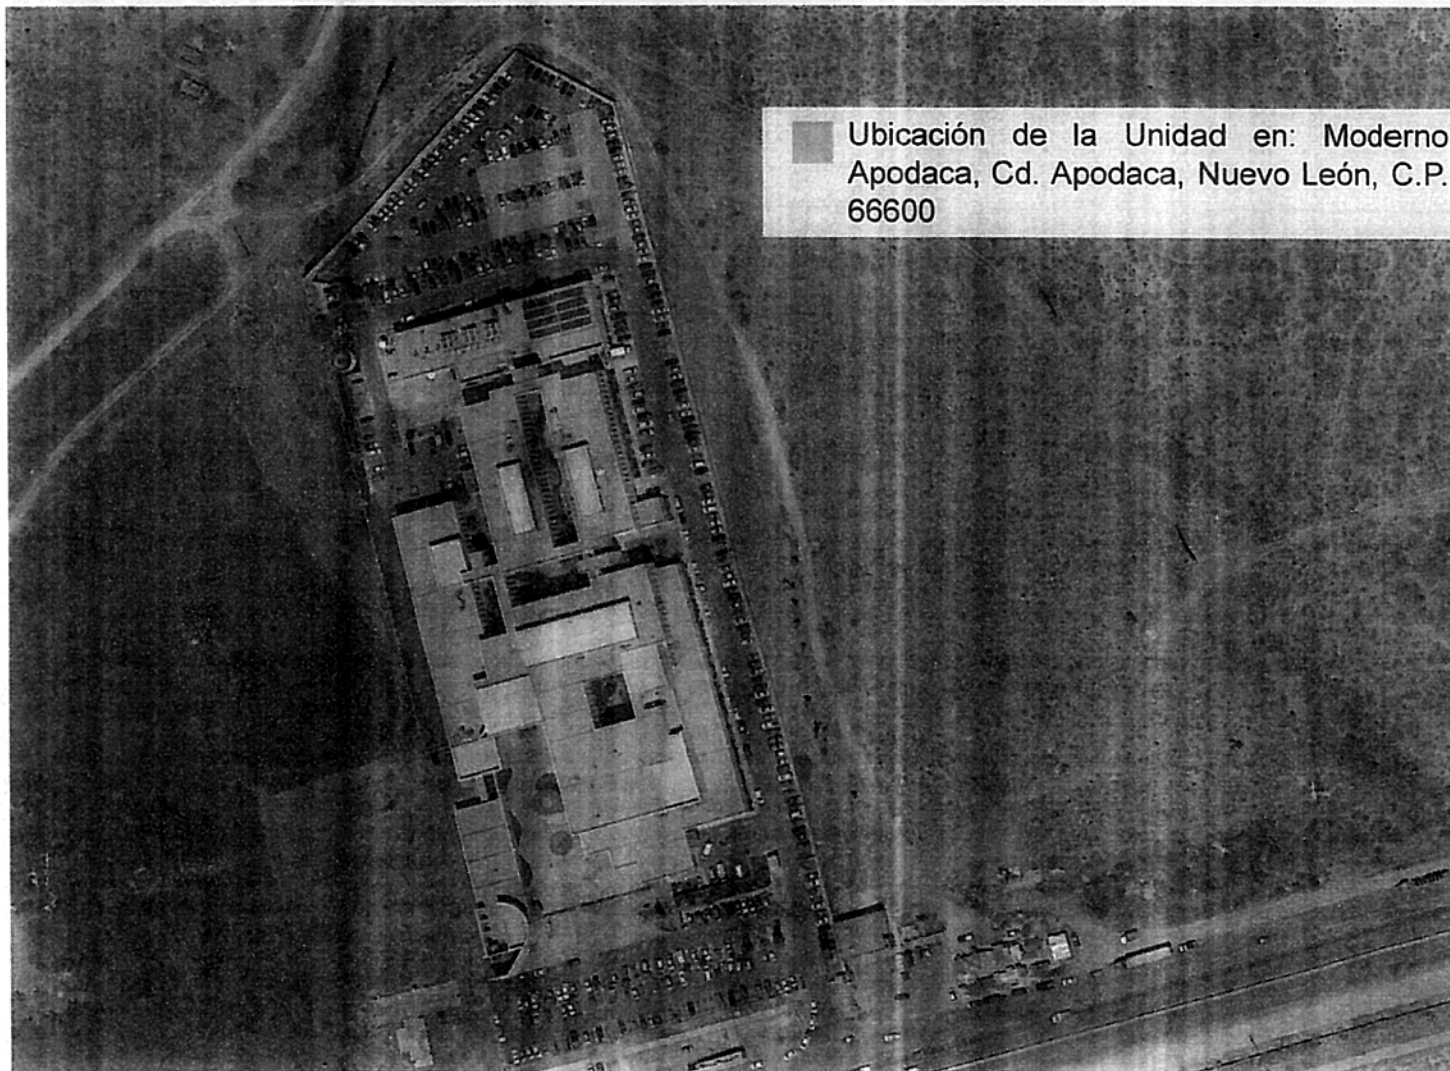 Ubicación de la Unidad en: Moderno
Apodaca, Cd. Apodaca, Nuevo León, C.P.
66600